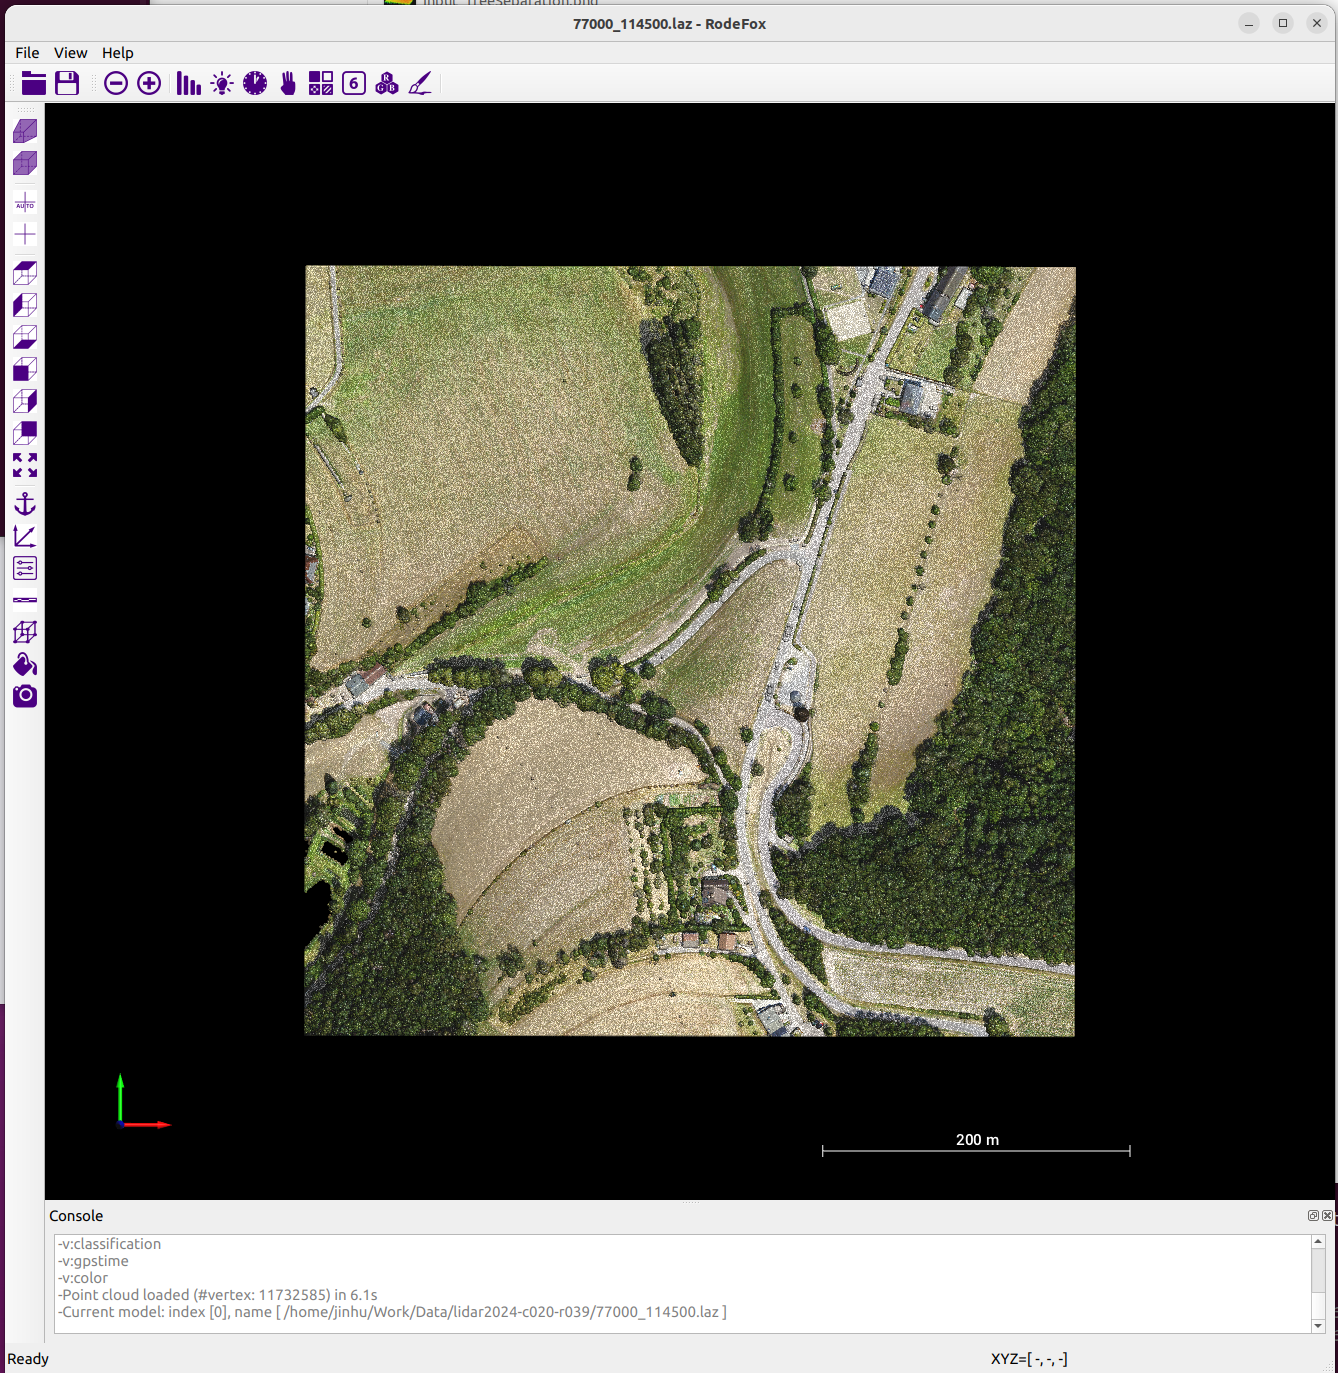 77000_114500.laz - RodeFox
File View Help
6
R
G B
AUTO
200 m
Console
-v:classification
-v:gpstime
-v:color
-Point cloud loaded (#vertex: 11732585) in 6.1s
-Current model: index [0], name [ /home/jinhu/Work/Data/lidar2024-c020-r039/77000_114500.laz ]
Ready
XYZ=[ -, -, -]